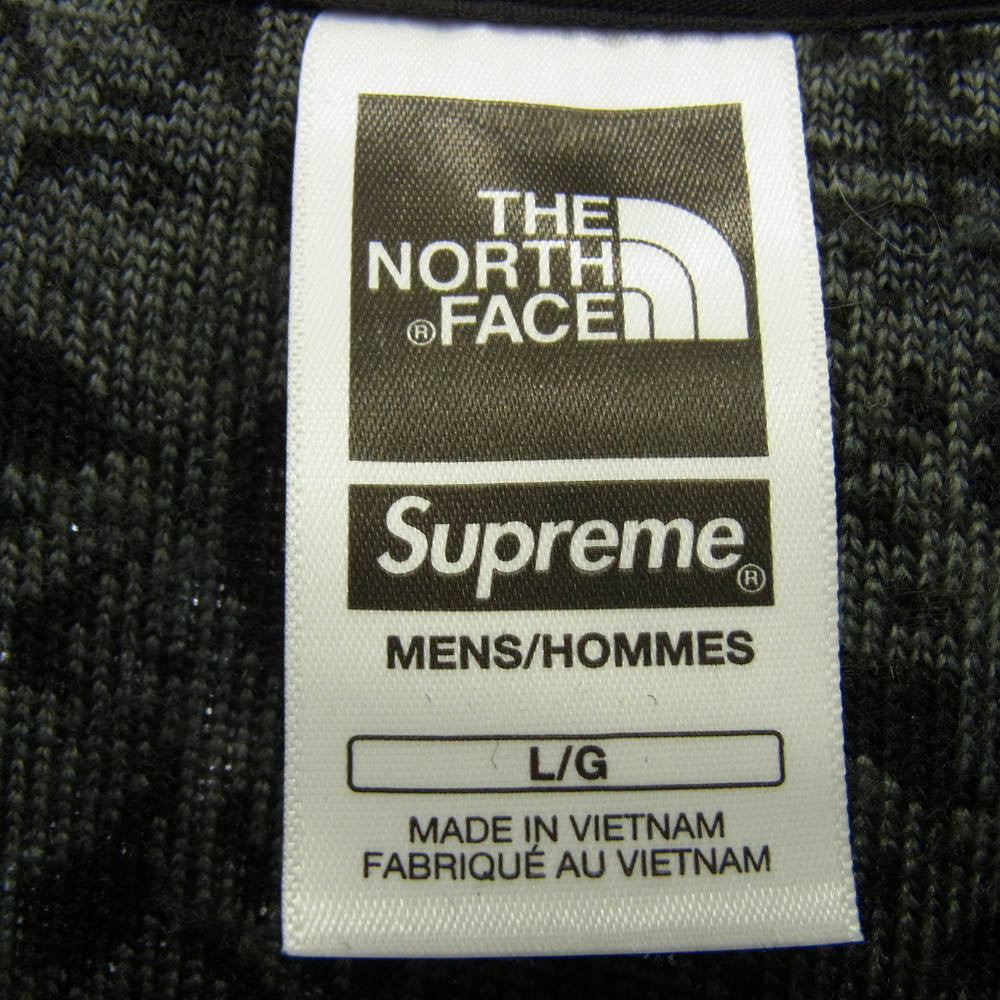 THE
NORTH
® FACE
Supreme®
MENS/HOMMES
L/G
MADE IN VIETNAM
FABRIQUÉ AU VIETNAM